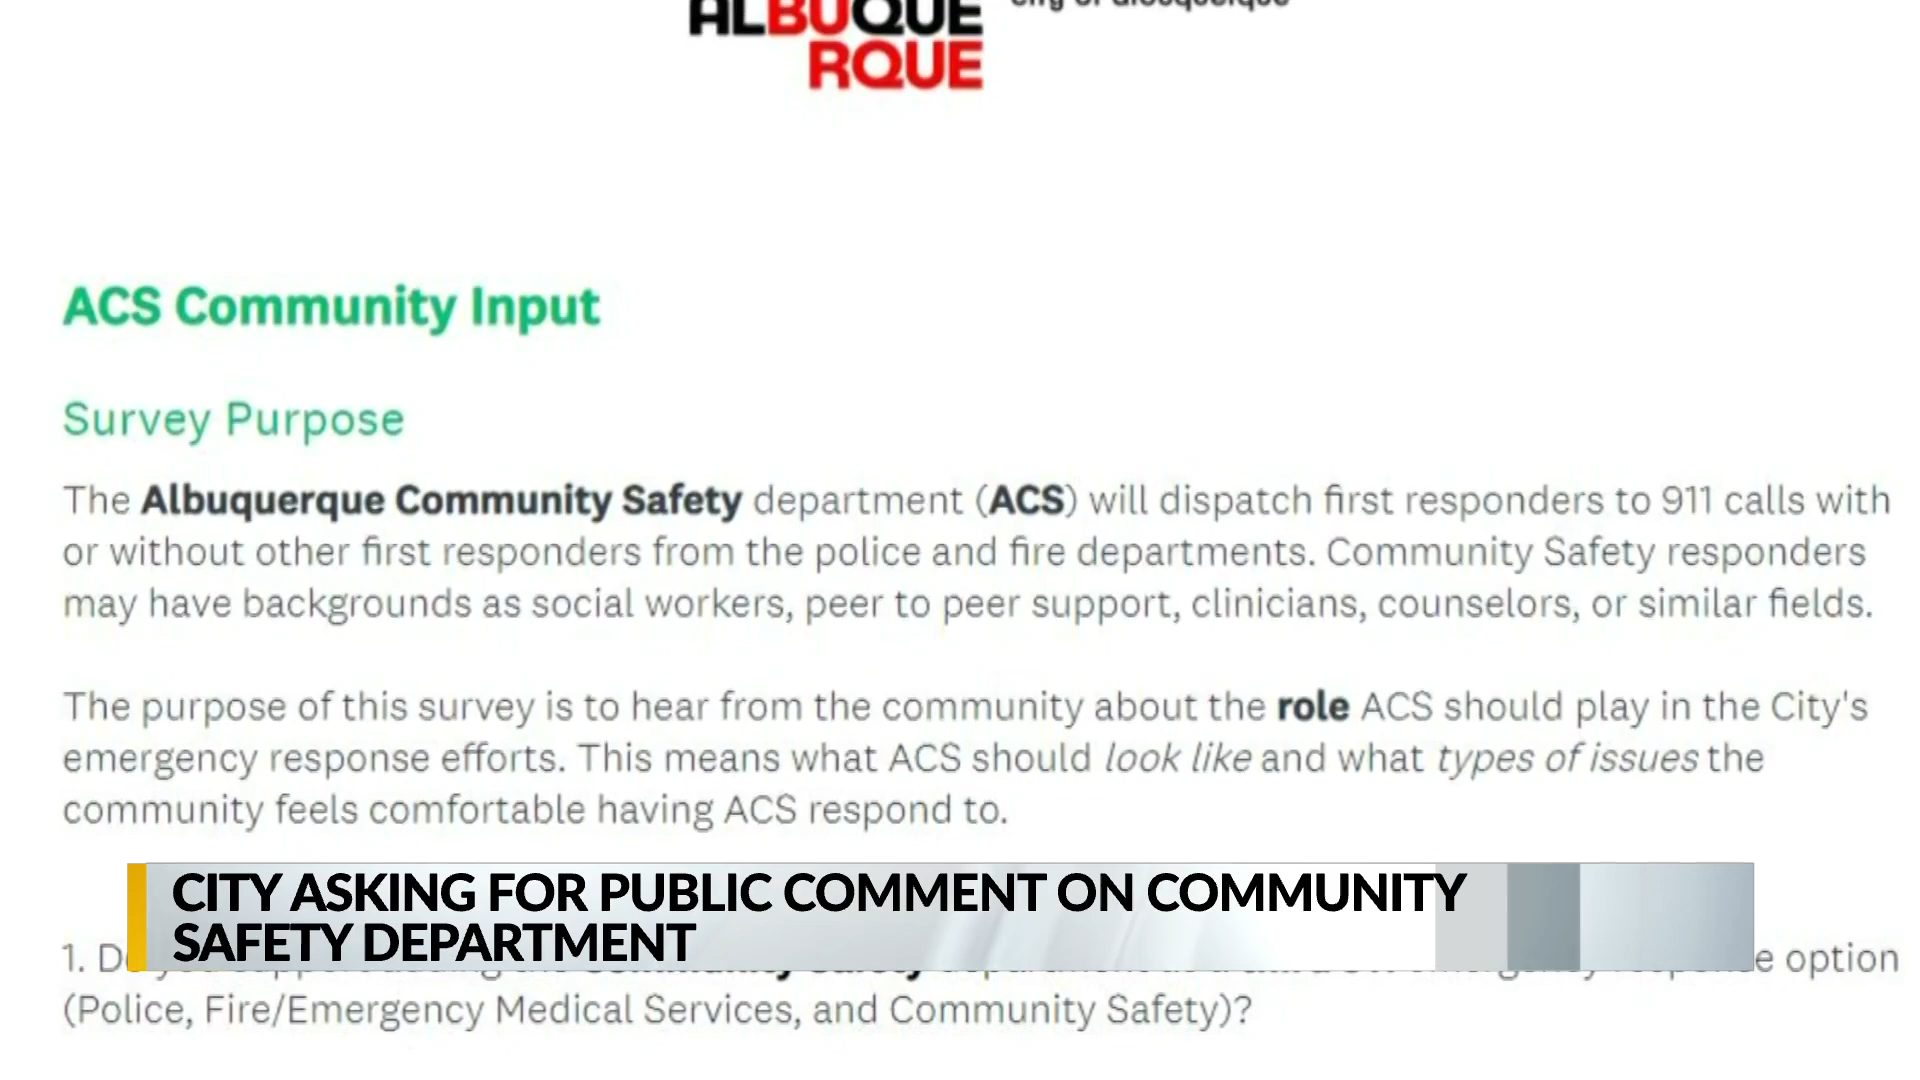 ALBUQUE
RQUE
city of albuquerque
ACS Community Input
Survey Purpose
The Albuquerque Community Safety department (ACS) will dispatch first responders to 911 calls with
or without other first responders from the police and fire departments. Community Safety responders
may have backgrounds as social workers, peer to peer support, clinicians, counselors, or similar fields.
The purpose of this survey is to hear from the community about the role ACS should play in the City's
emergency response efforts. This means what ACS should look like and what types of issues the
community feels comfortable having ACS respond to.
CITY ASKING FOR PUBLIC COMMENT ON COMMUNITY
SAFETY DEPARTMENT
1. option
(Police, Fire/Emergency Medical Services, and Community Safety)?